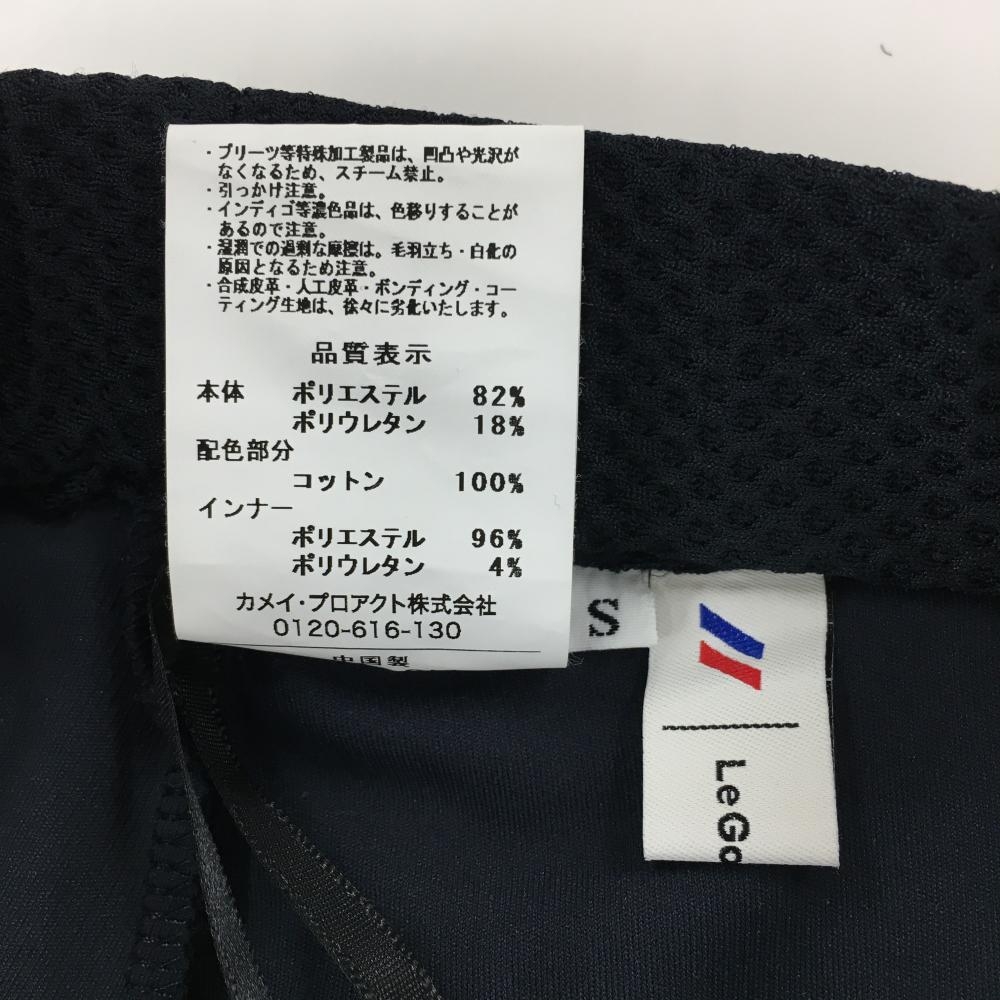 ・プリーツ等特殊加工製品は、凹凸や光沢が
なくなるため、スチーム禁止。
・引っかけ注意。
・インディゴ等濃色品は、色移りすることが
あるので注意。
・湿潤での過剰な摩擦は。毛羽立ち・白化の
原因となるため注意。
・合成皮革・人工皮革・ボンディング・コー
ティング生地は、徐々に劣化いたします。
品質表示
本体 ポリエステル 82%
ポリウレタン 18%
配色部分
コットン 100%
インナー
ポリエステル 96%
ポリウレタン 4%
カメイ・プロアクト株式会社
0120-616-130
中国製
S
LeGo